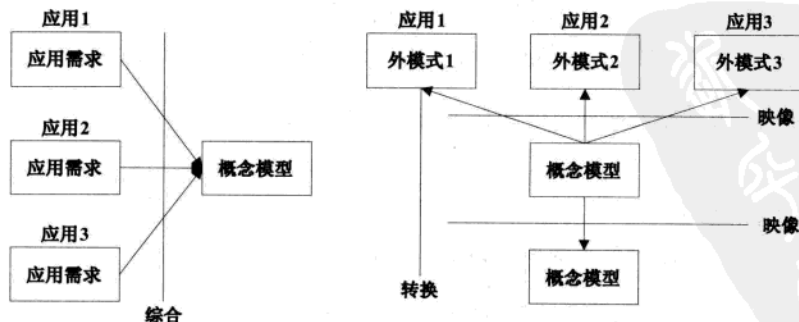 应用1
应用需求
应用2
应用需求
概念模型
应用3
应用需求
综合
应用1
应用2
应用3
外模式1
外模式2
外模式3
映像
概念模型
映像
概念模型
转换